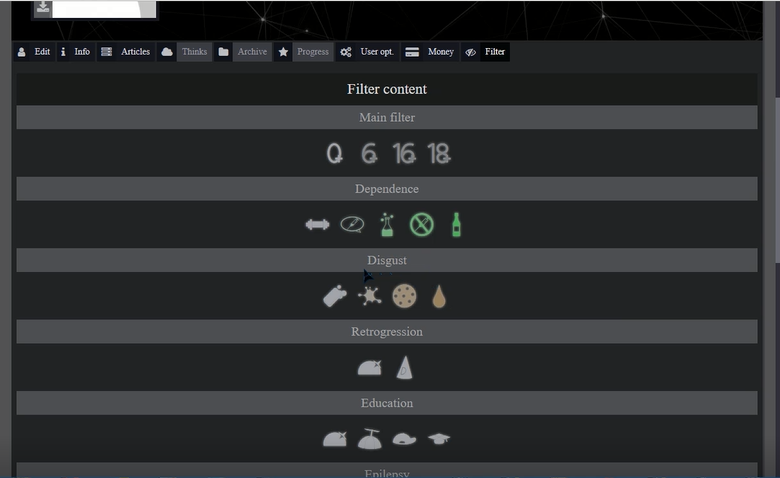 Edit Info Articles Thinks Archive Progress User opt. Money Filter
Filter content
Main filter
0 6 16 18
Dependence
Disgust
Retrogression
Education
Epilepsy